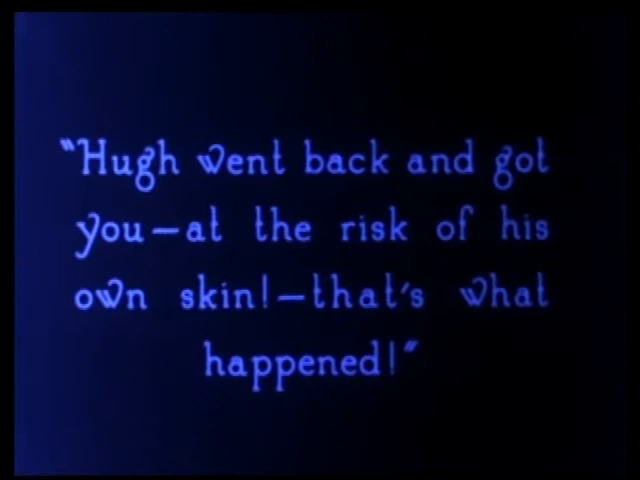 "Hugh went back and got
you—at the risk of his
own skin!—that's what
happened!"